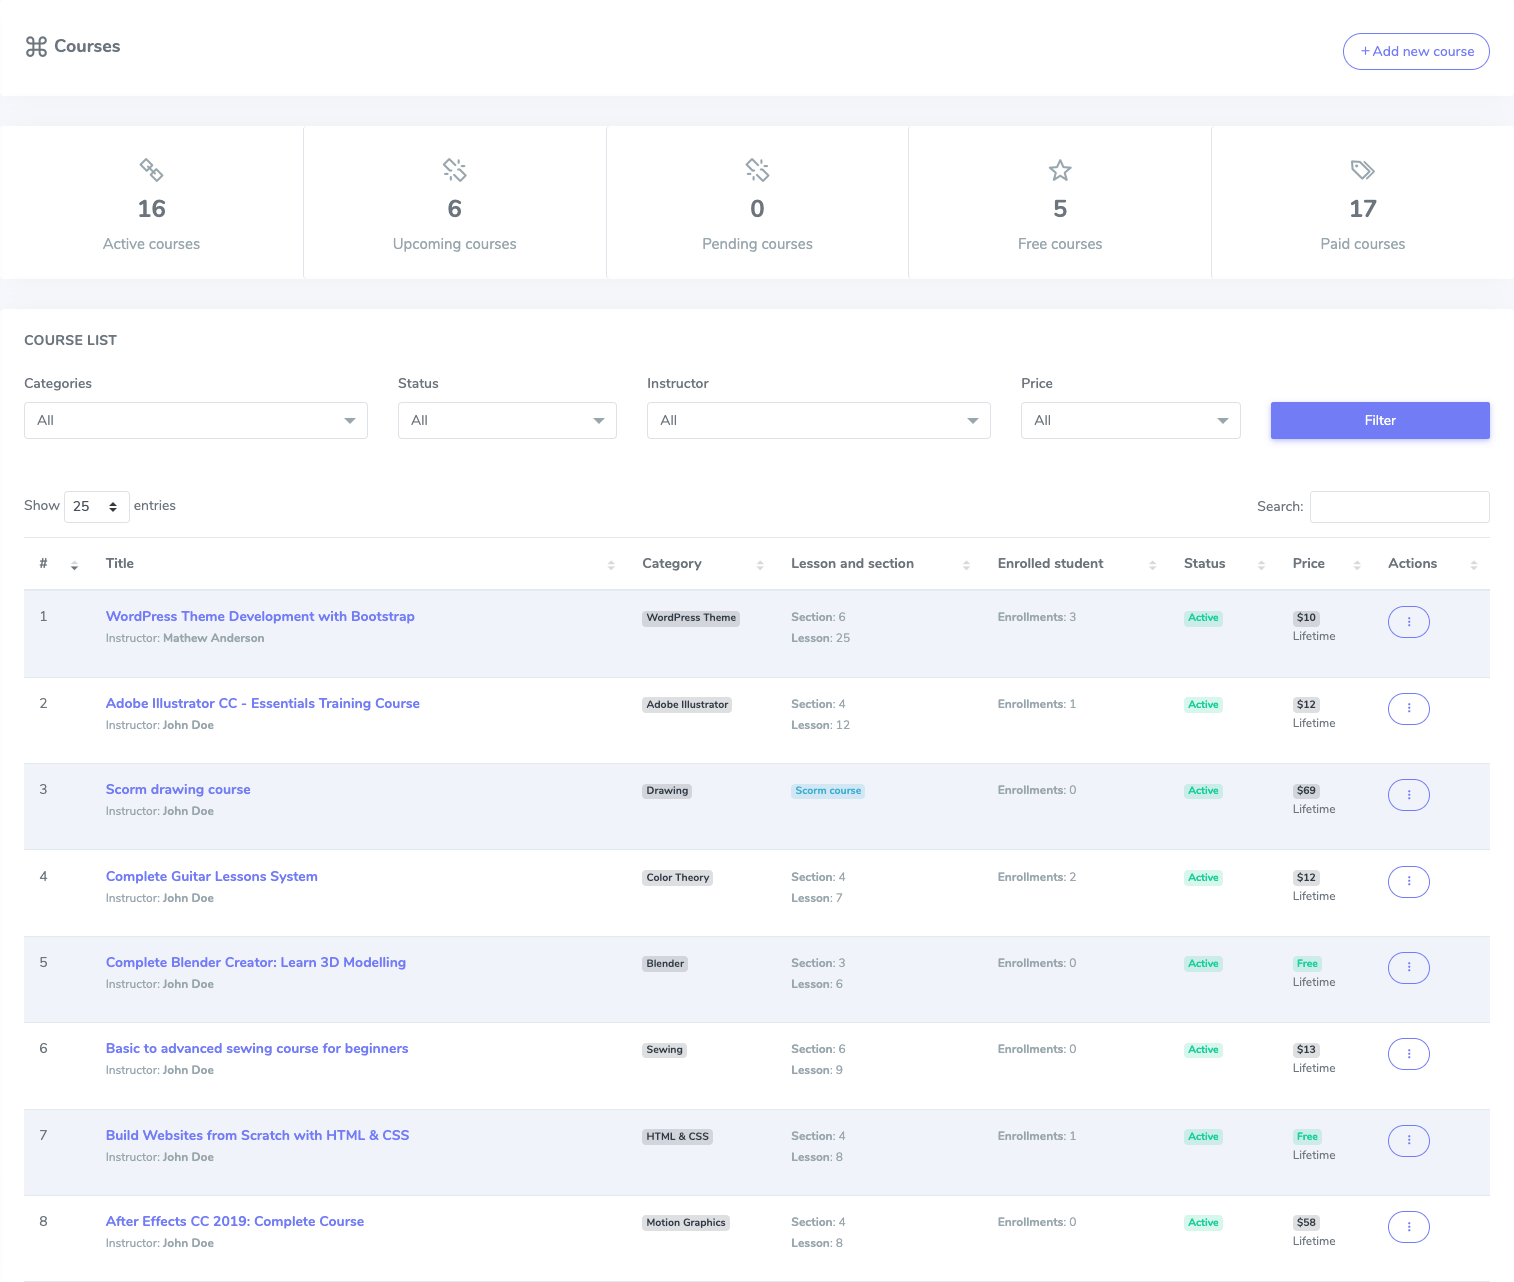 Courses
+ Add new course
16
Active courses
6
Upcoming courses
0
Pending courses
5
Free courses
17
Paid courses
COURSE LIST
Categories Status Instructor Price
All All All All Filter
Show 25 entries Search:
# Title Category Lesson and section Enrolled student Status Price Actions
1 WordPress Theme Development with Bootstrap WordPress Theme Section: 6 Enrollments: 3 Active $10
Instructor: Mathew Anderson Lesson: 25 Lifetime
2 Adobe Illustrator CC - Essentials Training Course Adobe Illustrator Section: 4 Enrollments: 1 Active $12
Instructor: John Doe Lesson: 12 Lifetime
3 Scorm drawing course Drawing Scorm course Enrollments: 0 Active $69
Instructor: John Doe Lifetime
4 Complete Guitar Lessons System Color Theory Section: 4 Enrollments: 2 Active $12
Instructor: John Doe Lesson: 7 Lifetime
5 Complete Blender Creator: Learn 3D Modelling Blender Section: 3 Enrollments: 0 Active Free
Instructor: John Doe Lesson: 6 Lifetime
6 Basic to advanced sewing course for beginners Sewing Section: 6 Enrollments: 0 Active $13
Instructor: John Doe Lesson: 9 Lifetime
7 Build Websites from Scratch with HTML & CSS HTML & CSS Section: 4 Enrollments: 1 Active Free
Instructor: John Doe Lesson: 8 Lifetime
8 After Effects CC 2019: Complete Course Motion Graphics Section: 4 Enrollments: 0 Active $58
Instructor: John Doe Lesson: 8 Lifetime